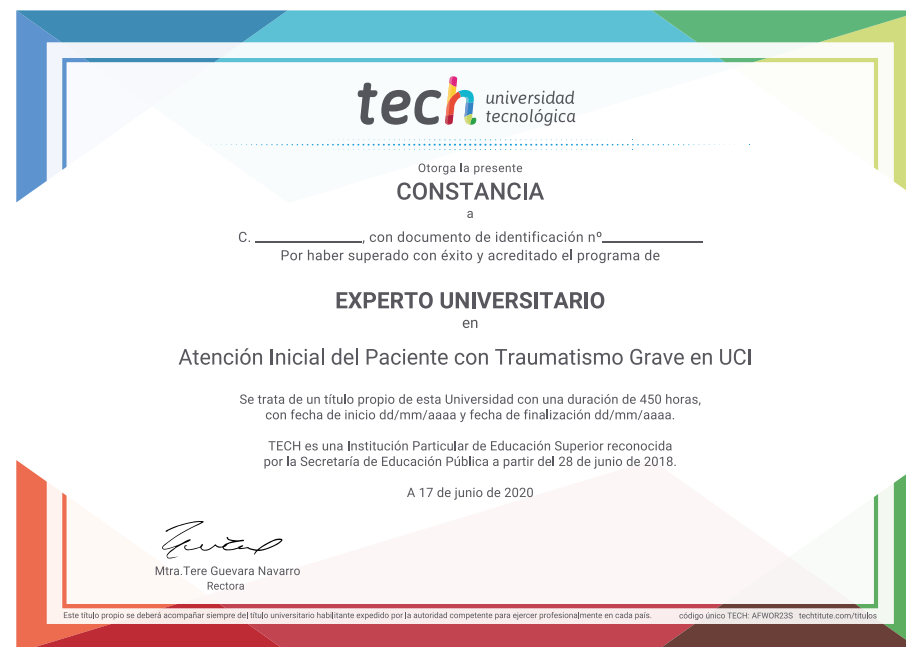 tech universidad
tecnológica
Otorga la presente
CONSTANCIA
a
C. ____________, con documento de identificación nº____________
Por haber superado con éxito y acreditado el programa de
EXPERTO UNIVERSITARIO
en
Atención Inicial del Paciente con Traumatismo Grave en UCI
Se trata de un título propio de esta Universidad con una duración de 450 horas,
con fecha de inicio dd/mm/aaaa y fecha de finalización dd/mm/aaaa.
TECH es una Institución Particular de Educación Superior reconocida
por la Secretaría de Educación Pública a partir del 28 de junio de 2018.
A 17 de junio de 2020
Mtra.Tere Guevara Navarro
Rectora
Este título propio se deberá acompañar siempre del título universitario habilitante expedido por la autoridad competente para ejercer profesionalmente en cada país. código único TECH: AFWOR23S techtitute.com/titulos